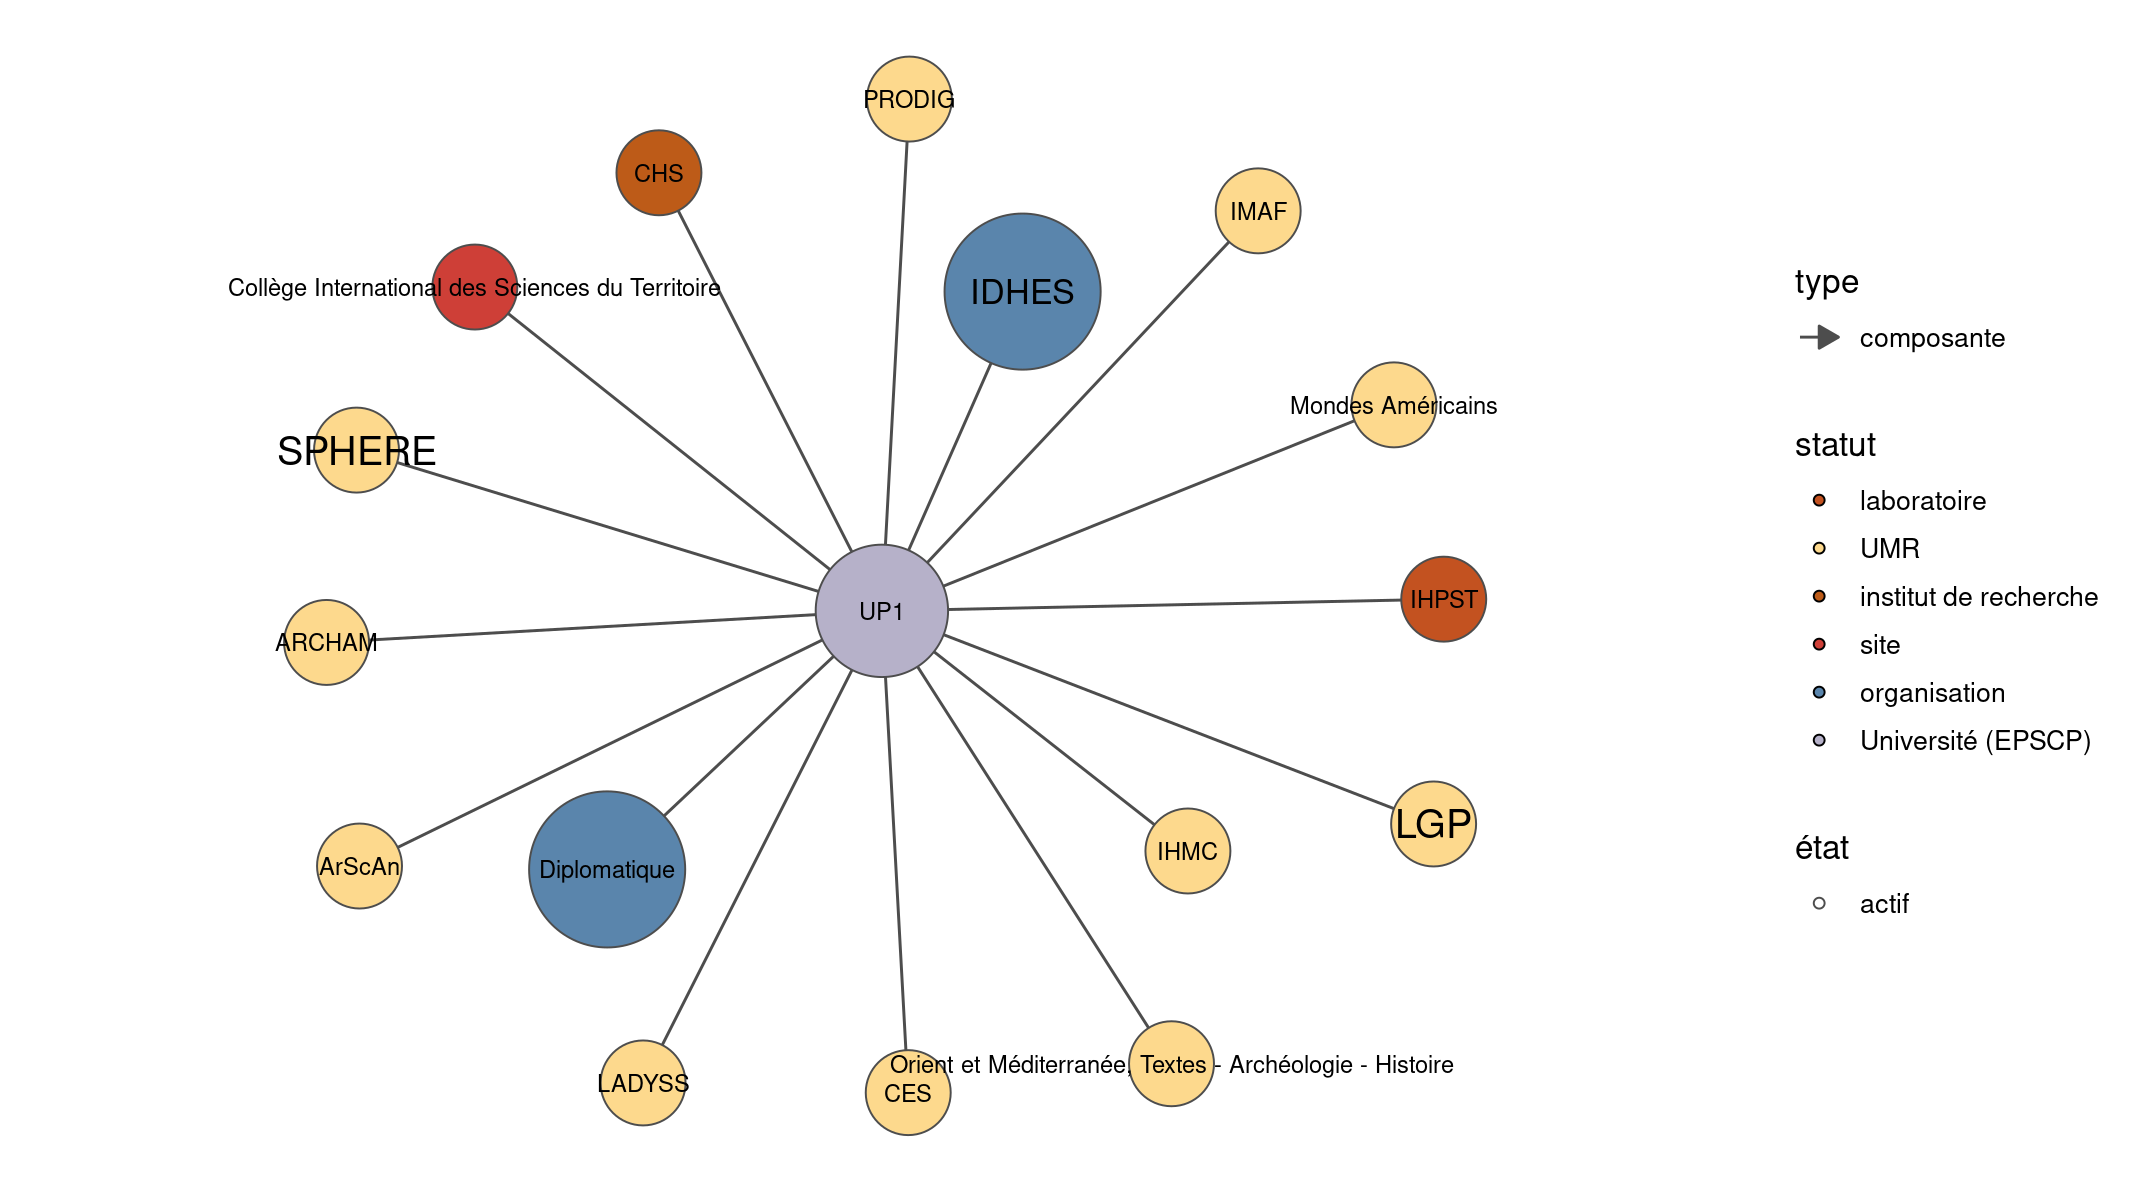 PRODIG
CHS
IMAF
Collège International des Sciences du Territoire
IDHES
Mondes Américains
SPHERE
IHPST
UP1
ARCHAM
LGP
IHMC
ArScAn
Diplomatique
Orient et Méditerranée, Textes - Archéologie - Histoire
LADYSS
CES
type
composante
statut
laboratoire
UMR
institut de recherche
site
organisation
Université (EPSCP)
état
actif